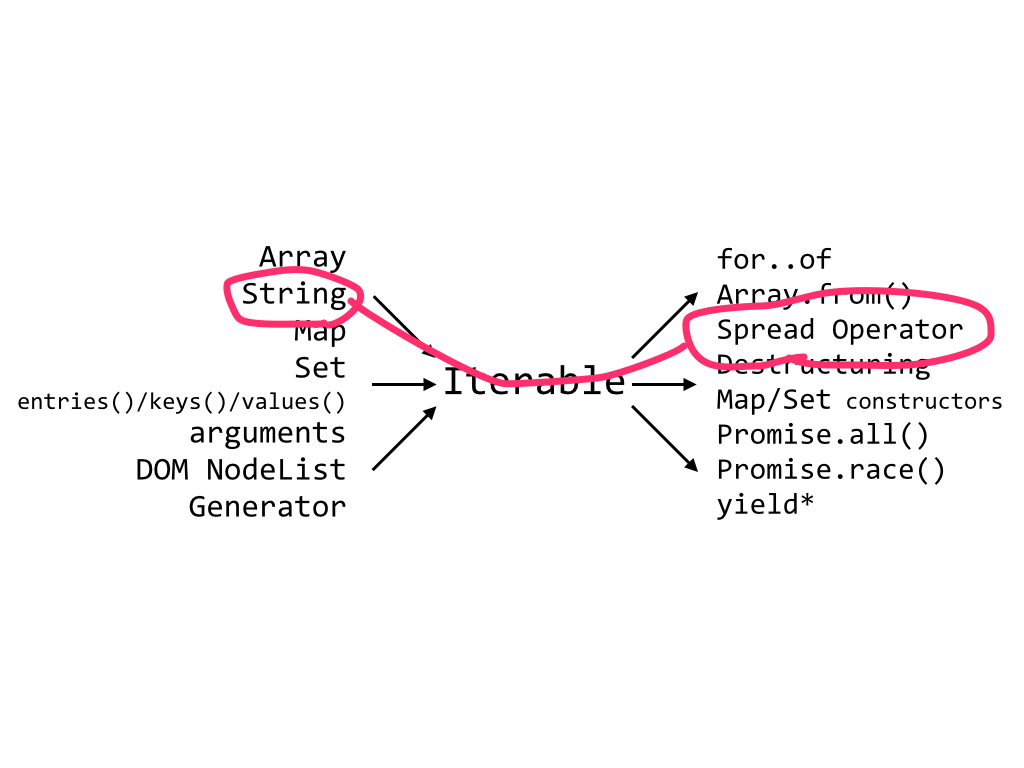 Array
String
Map
Set
entries()/keys()/values()
arguments
DOM NodeList
Generator
Iterable
for..of
Array.from()
Spread Operator
Destructuring
Map/Set constructors
Promise.all()
Promise.race()
yield*